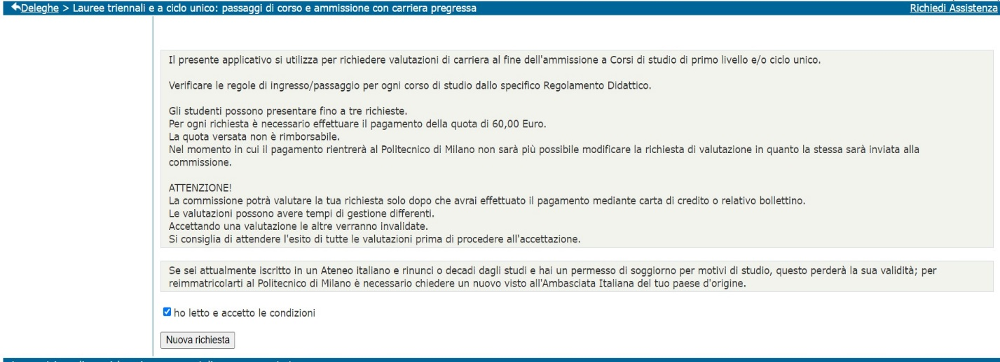 Deleghe > Lauree triennali e a ciclo unico: passaggi di corso e ammissione con carriera pregressa
Richiedi Assistenza
Il presente applicativo si utilizza per richiedere valutazioni di carriera al fine dell'ammissione a Corsi di studio di primo livello e/o ciclo unico.
Verificare le regole di ingresso/passaggio per ogni corso di studio dallo specifico Regolamento Didattico.
Gli studenti possono presentare fino a tre richieste.
Per ogni richiesta è necessario effettuare il pagamento della quota di 60,00 Euro.
La quota versata non è rimborsabile.
Nel momento in cui il pagamento rientrerà al Politecnico di Milano non sarà più possibile modificare la richiesta di valutazione in quanto la stessa sarà inviata alla
commissione.
ATTENZIONE!
La commissione potrà valutare la tua richiesta solo dopo che avrai effettuato il pagamento mediante carta di credito o relativo bollettino.
Le valutazioni possono avere tempi di gestione differenti.
Accettando una valutazione le altre verranno invalidate.
Si consiglia di attendere l'esito di tutte le valutazioni prima di procedere all'accettazione.
Se sei attualmente iscritto in un Ateneo italiano e rinunci o decadi dagli studi e hai un permesso di soggiorno per motivi di studio, questo perderà la sua validità; per
reimmatricolarti al Politecnico di Milano è necessario chiedere un nuovo visto all'Ambasciata Italiana del tuo paese d'origine.
ho letto e accetto le condizioni
Nuova richiesta